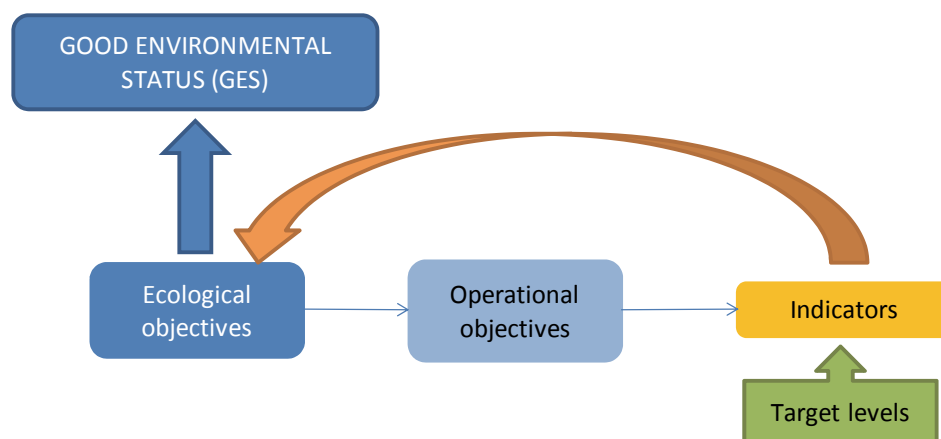 GOOD ENVIRONMENTAL
STATUS (GES)
Ecological
objectives
Operational
objectives
Indicators
Target levels